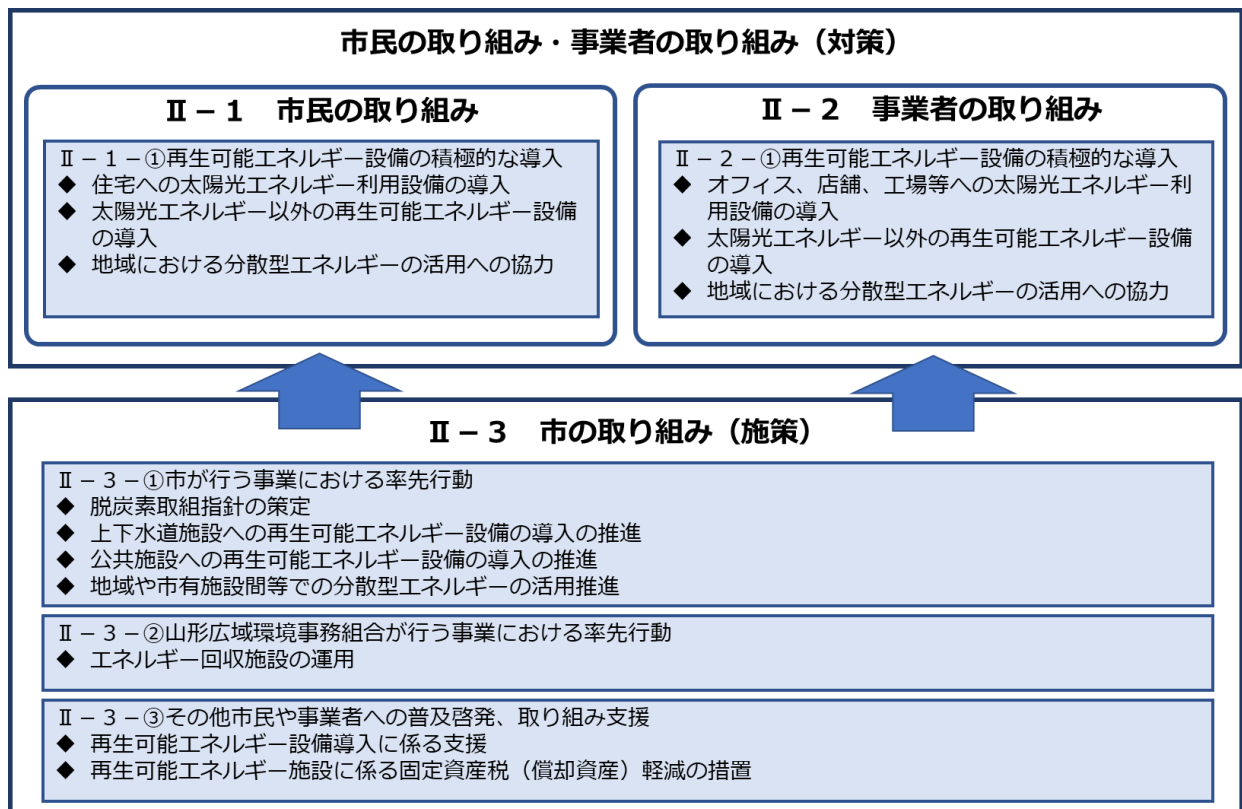 市民の取り組み・事業者の取り組み（対策）
Ⅱ－１　市民の取り組み
Ⅱ－１－①再生可能エネルギー設備の積極的な導入
◆ 住宅への太陽光エネルギー利用設備の導入
◆ 太陽光エネルギー以外の再生可能エネルギー設備
の導入
◆ 地域における分散型エネルギーの活用への協力
Ⅱ－２　事業者の取り組み
Ⅱ－２－①再生可能エネルギー設備の積極的な導入
◆ オフィス、店舗、工場等への太陽光エネルギー利
用設備の導入
◆ 太陽光エネルギー以外の再生可能エネルギー設備
の導入
◆ 地域における分散型エネルギーの活用への協力
Ⅱ－３　市の取り組み（施策）
Ⅱ－３－①市が行う事業における率先行動
◆ 脱炭素取組指針の策定
◆ 上下水道施設への再生可能エネルギー設備の導入の推進
◆ 公共施設への再生可能エネルギー設備の導入の推進
◆ 地域や市有施設間等での分散型エネルギーの活用推進
Ⅱ－３－②山形広域環境事務組合が行う事業における率先行動
◆ エネルギー回収施設の運用
Ⅱ－３－③その他市民や事業者への普及啓発、取り組み支援
◆ 再生可能エネルギー設備導入に係る支援
◆ 再生可能エネルギー施設に係る固定資産税（償却資産）軽減の措置